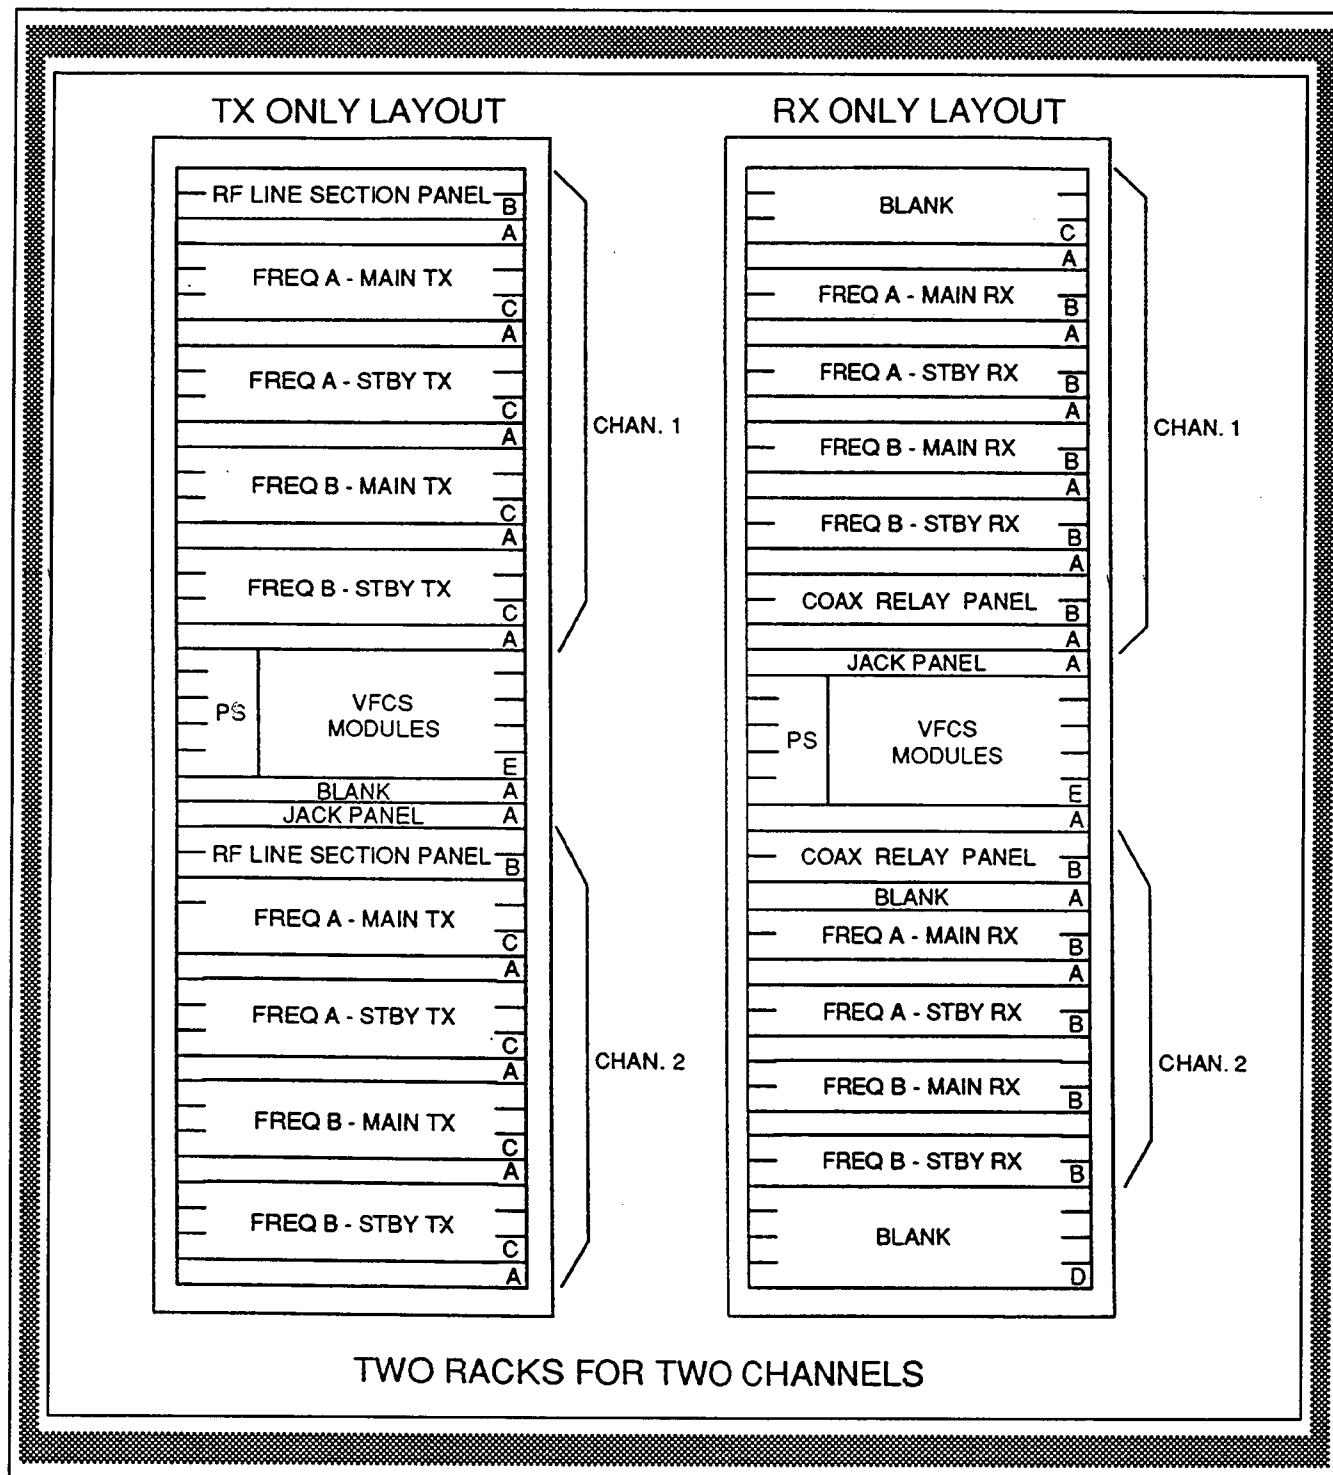 TX ONLY LAYOUT
RF LINE SECTION PANEL B
A
FREQ A - MAIN TX
C
A
FREQ A - STBY TX
C
A
FREQ B - MAIN TX
C
A
FREQ B - STBY TX
C
A
PS
VFCS
MODULES
E
BLANK A
JACK PANEL A
RF LINE SECTION PANEL B
FREQ A - MAIN TX
C
A
FREQ A - STBY TX
C
A
FREQ B - MAIN TX
C
A
FREQ B - STBY TX
C
A
CHAN. 1
CHAN. 2
RX ONLY LAYOUT
BLANK
C
A
FREQ A - MAIN RX B
A
FREQ A - STBY RX B
A
FREQ B - MAIN RX B
A
FREQ B - STBY RX B
A
COAX RELAY PANEL B
A
JACK PANEL A
PS
VFCS
MODULES
E
A
COAX RELAY PANEL B
BLANK A
FREQ A - MAIN RX B
A
FREQ A - STBY RX B
FREQ B - MAIN RX B
FREQ B - STBY RX B
BLANK
D
CHAN. 1
CHAN. 2
TWO RACKS FOR TWO CHANNELS